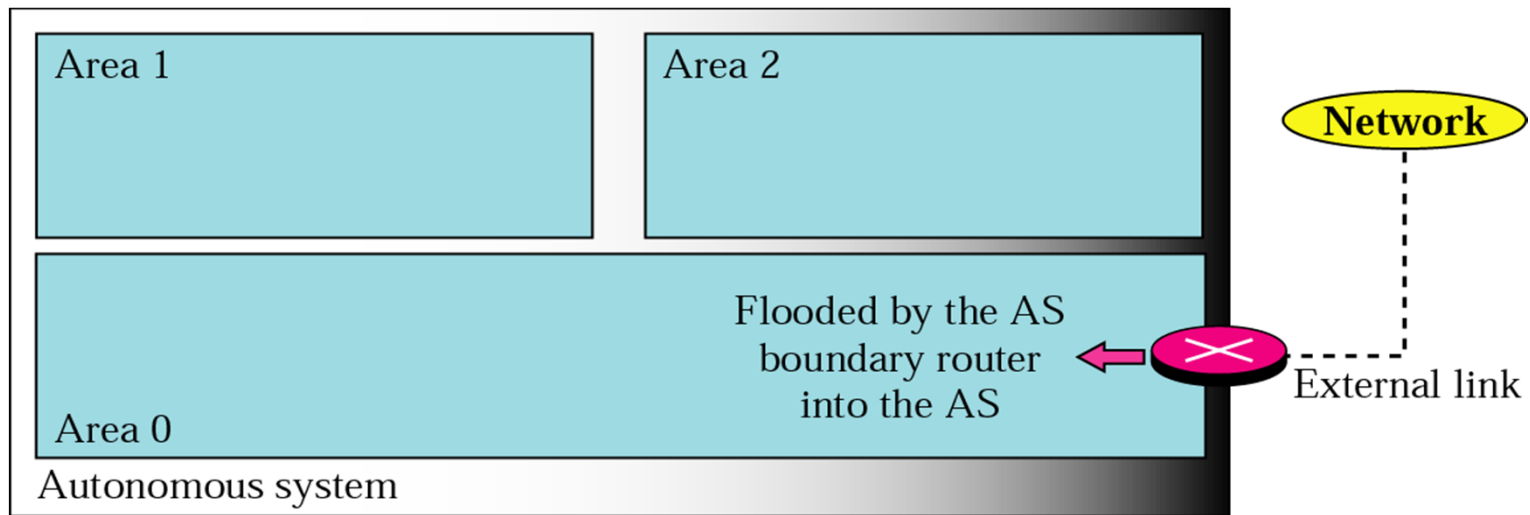 Area 1
Area 2
Network
Flooded by the AS
boundary router
into the AS
External link
Area 0
Autonomous system